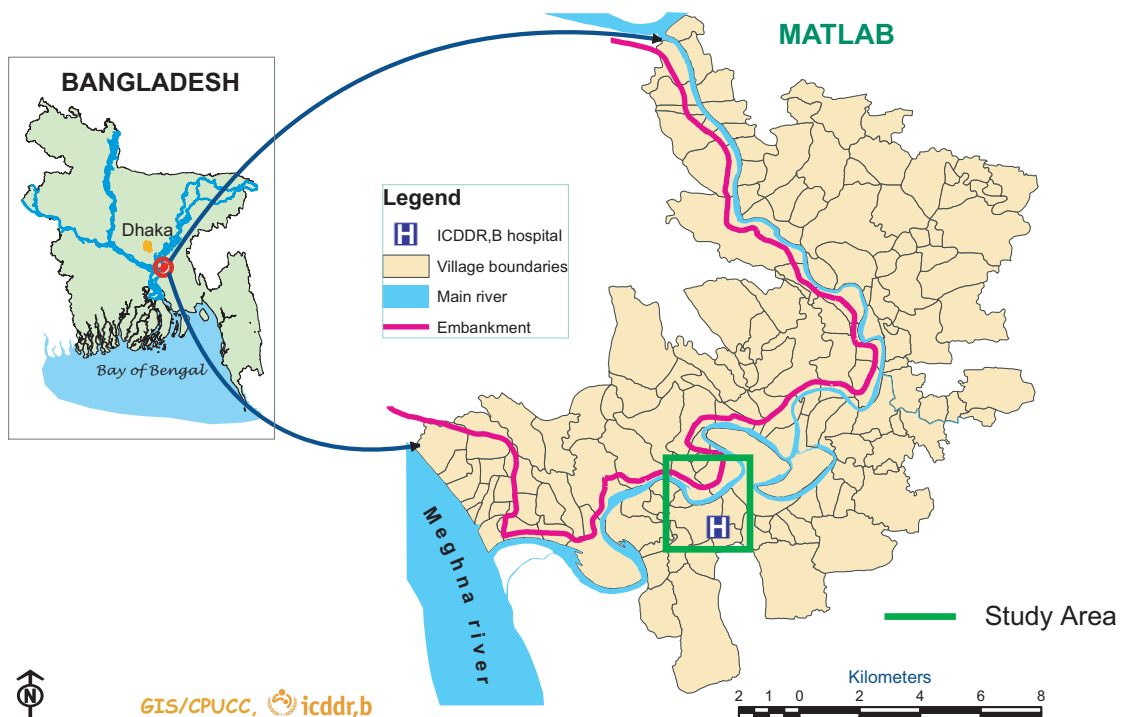 MATLAB
BANGLADESH
Dhaka
Bay of Bengal
Legend
H ICDDR,B hospital
Village boundaries
Main river
Embankment
H
Meghna river
Study Area
Kilometers
2 1 0 2 4 6 8
N
GIS/CPUCC, icddr,b